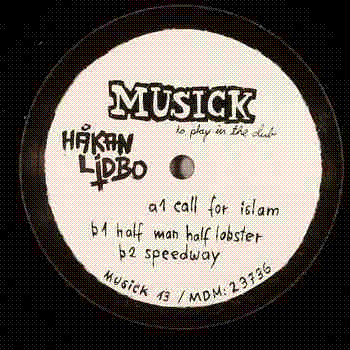 MUSICK
to play in the club
HÅKAN
LIDBO
a1 call for islam
b1 half man half lobster
b2 speedway
MUSICK 13 / MDM: 23736